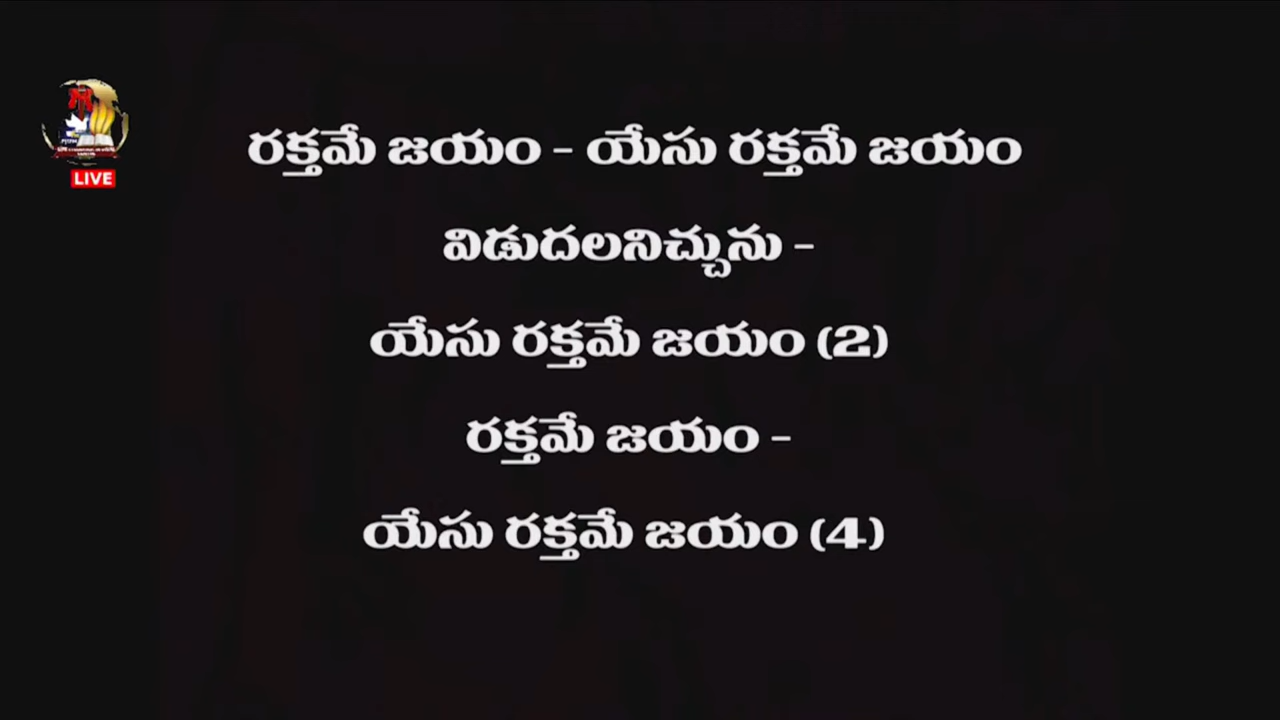 LIVE
రక్తమే జయం - యేసు రక్తమే జయం
విడుదలనిచ్చును -
యేసు రక్తమే జయం (2)
రక్తమే జయం -
యేసు రక్తమే జయం (4)